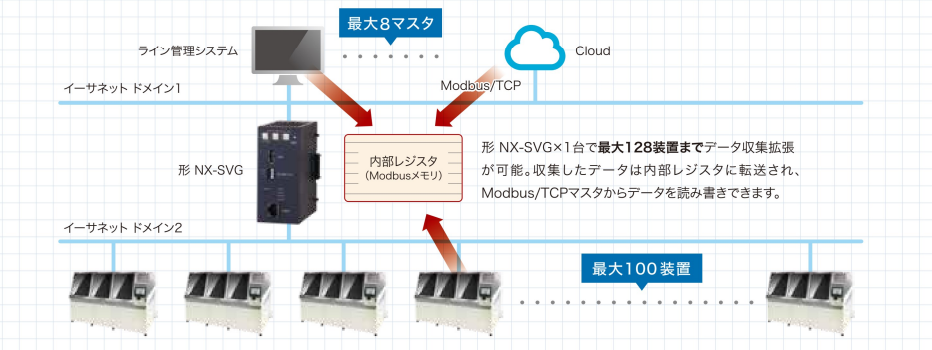 最大8マスタ
ライン管理システム
Cloud
Modbus/TCP
イーサネット ドメイン1
形 NX-SVG
内部レジスタ
（Modbusメモリ）
形 NX-SVG×1台で最大128装置までデータ収集拡張
が可能。収集したデータは内部レジスタに転送され、
Modbus/TCPマスタからデータを読み書きできます。
イーサネット ドメイン2
最大100装置